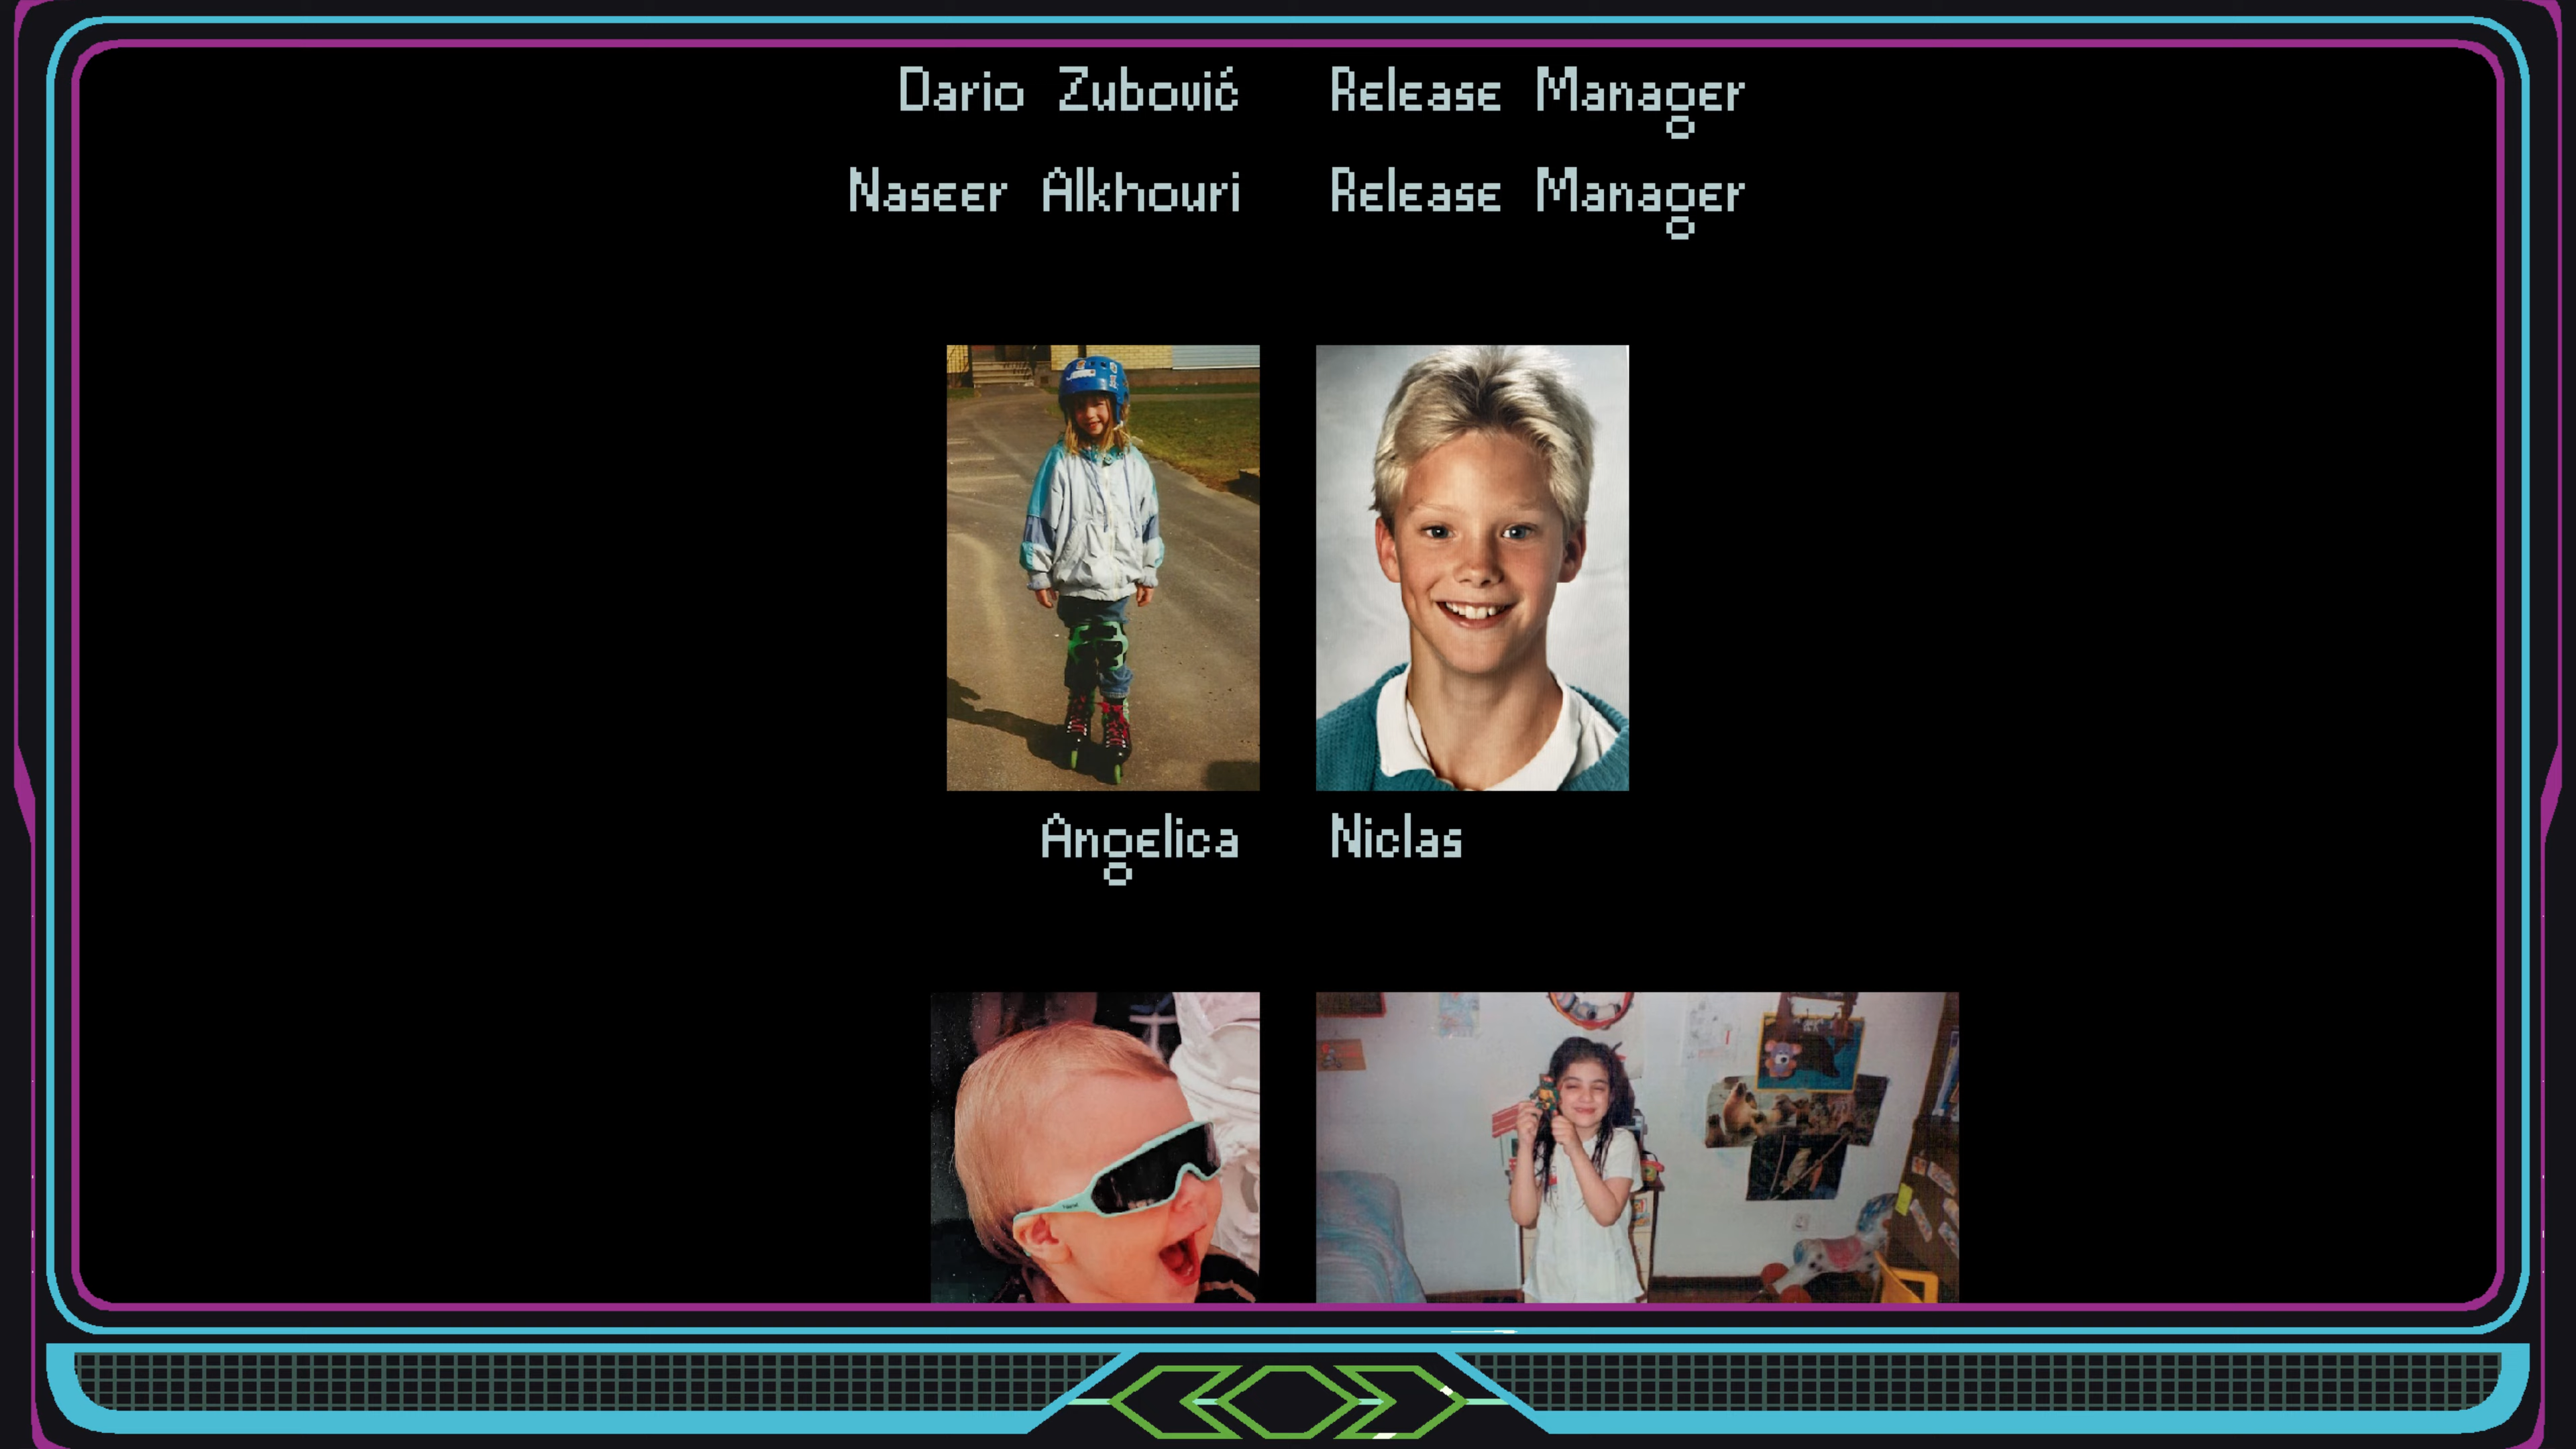 Dario Zubović Release Manager
Naseer Alkhouri Release Manager
Angelica Niclas